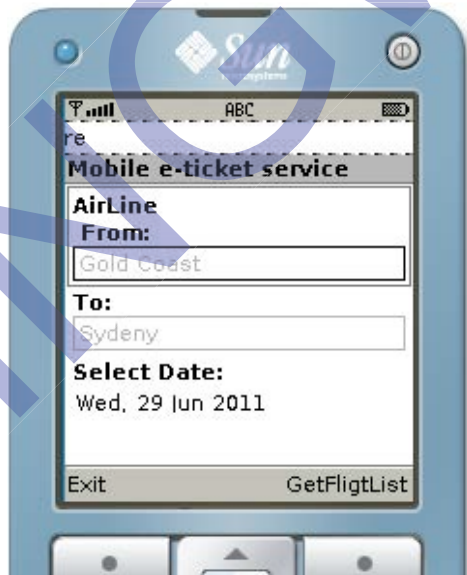 Sun
microsystems
ABC
re
Mobile e-ticket service
AirLine
From:
Gold Coast
To:
Sydeny
Select Date:
Wed, 29 Jun 2011
Exit GetFligtList